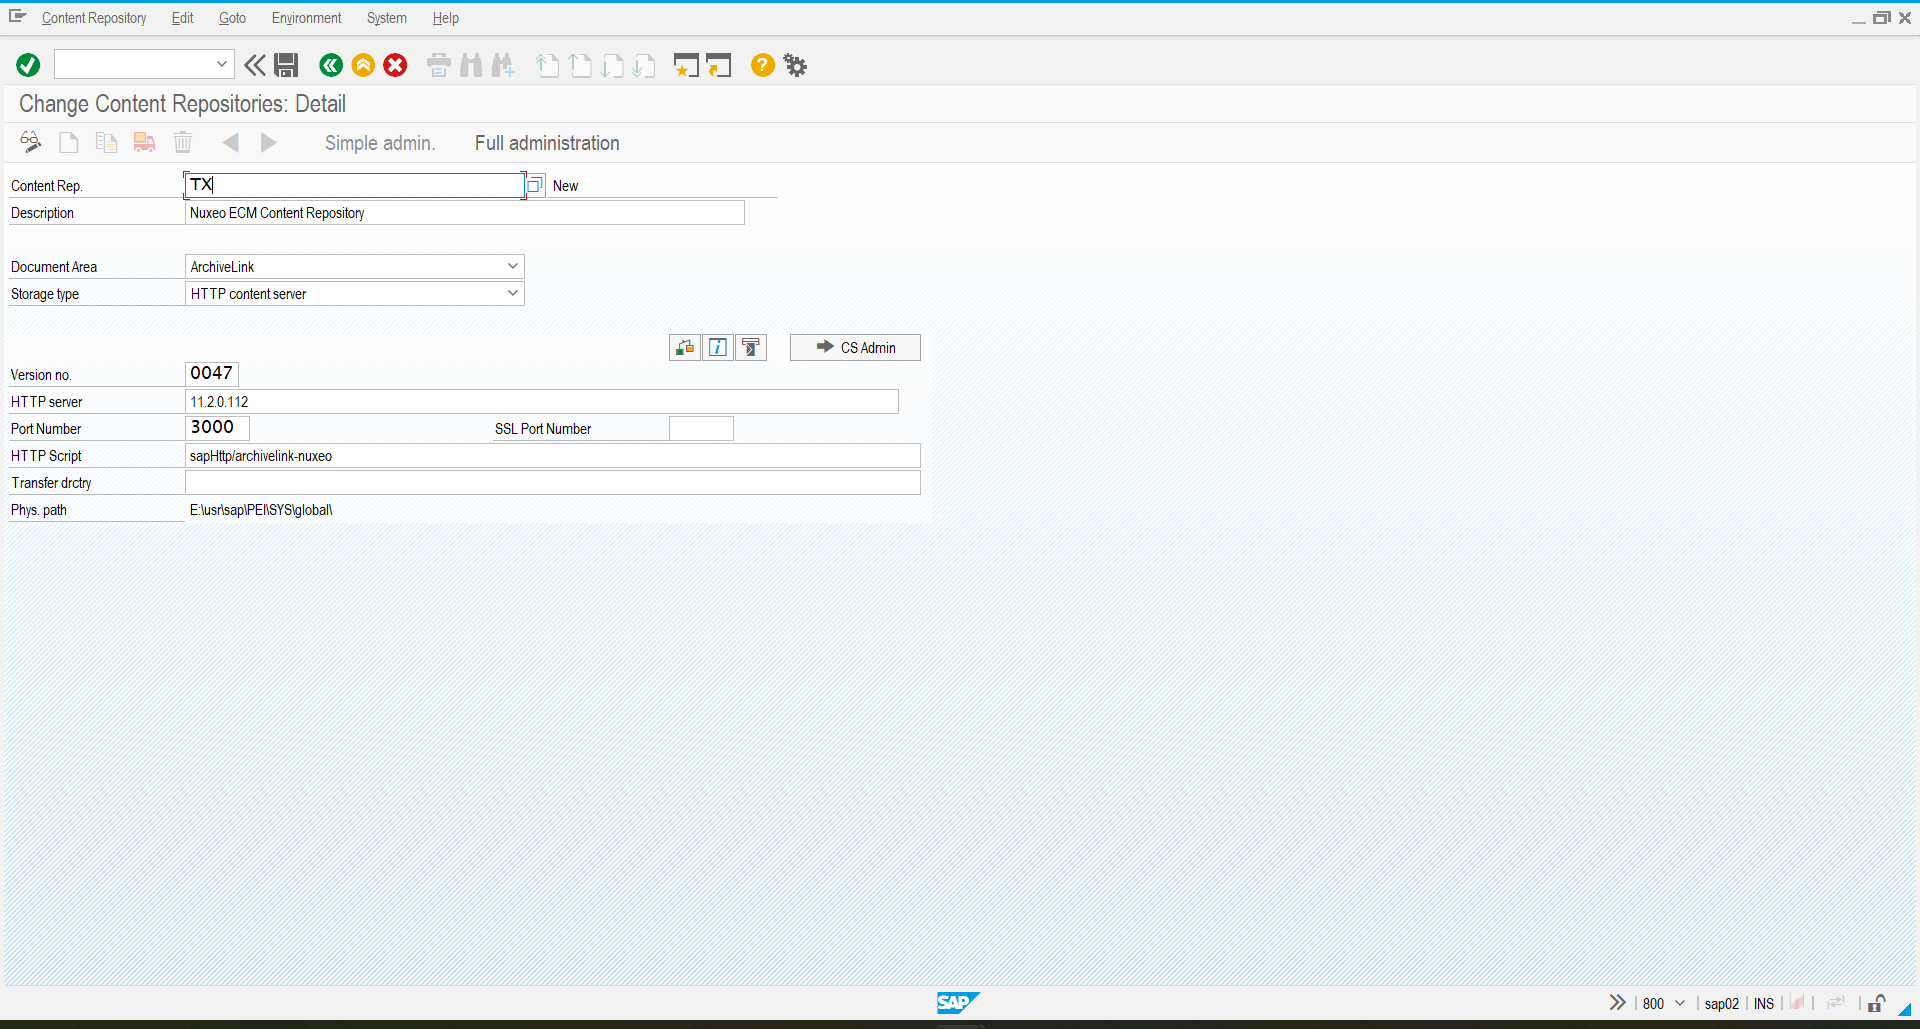 Content Repository Edit Goto Environment System Help
Change Content Repositories: Detail
Simple admin. Full administration
Content Rep. TX New
Description Nuxeo ECM Content Repository
Document Area ArchiveLink
Storage type HTTP content server
CS Admin
Version no. 0047
HTTP server 11.2.0.112
Port Number 3000 SSL Port Number
HTTP Script sapHttp/archivelink-nuxeo
Transfer drctry
Phys. path E:\usr\sap\PEI\SYS\global\
SAP 800 sap02 INS